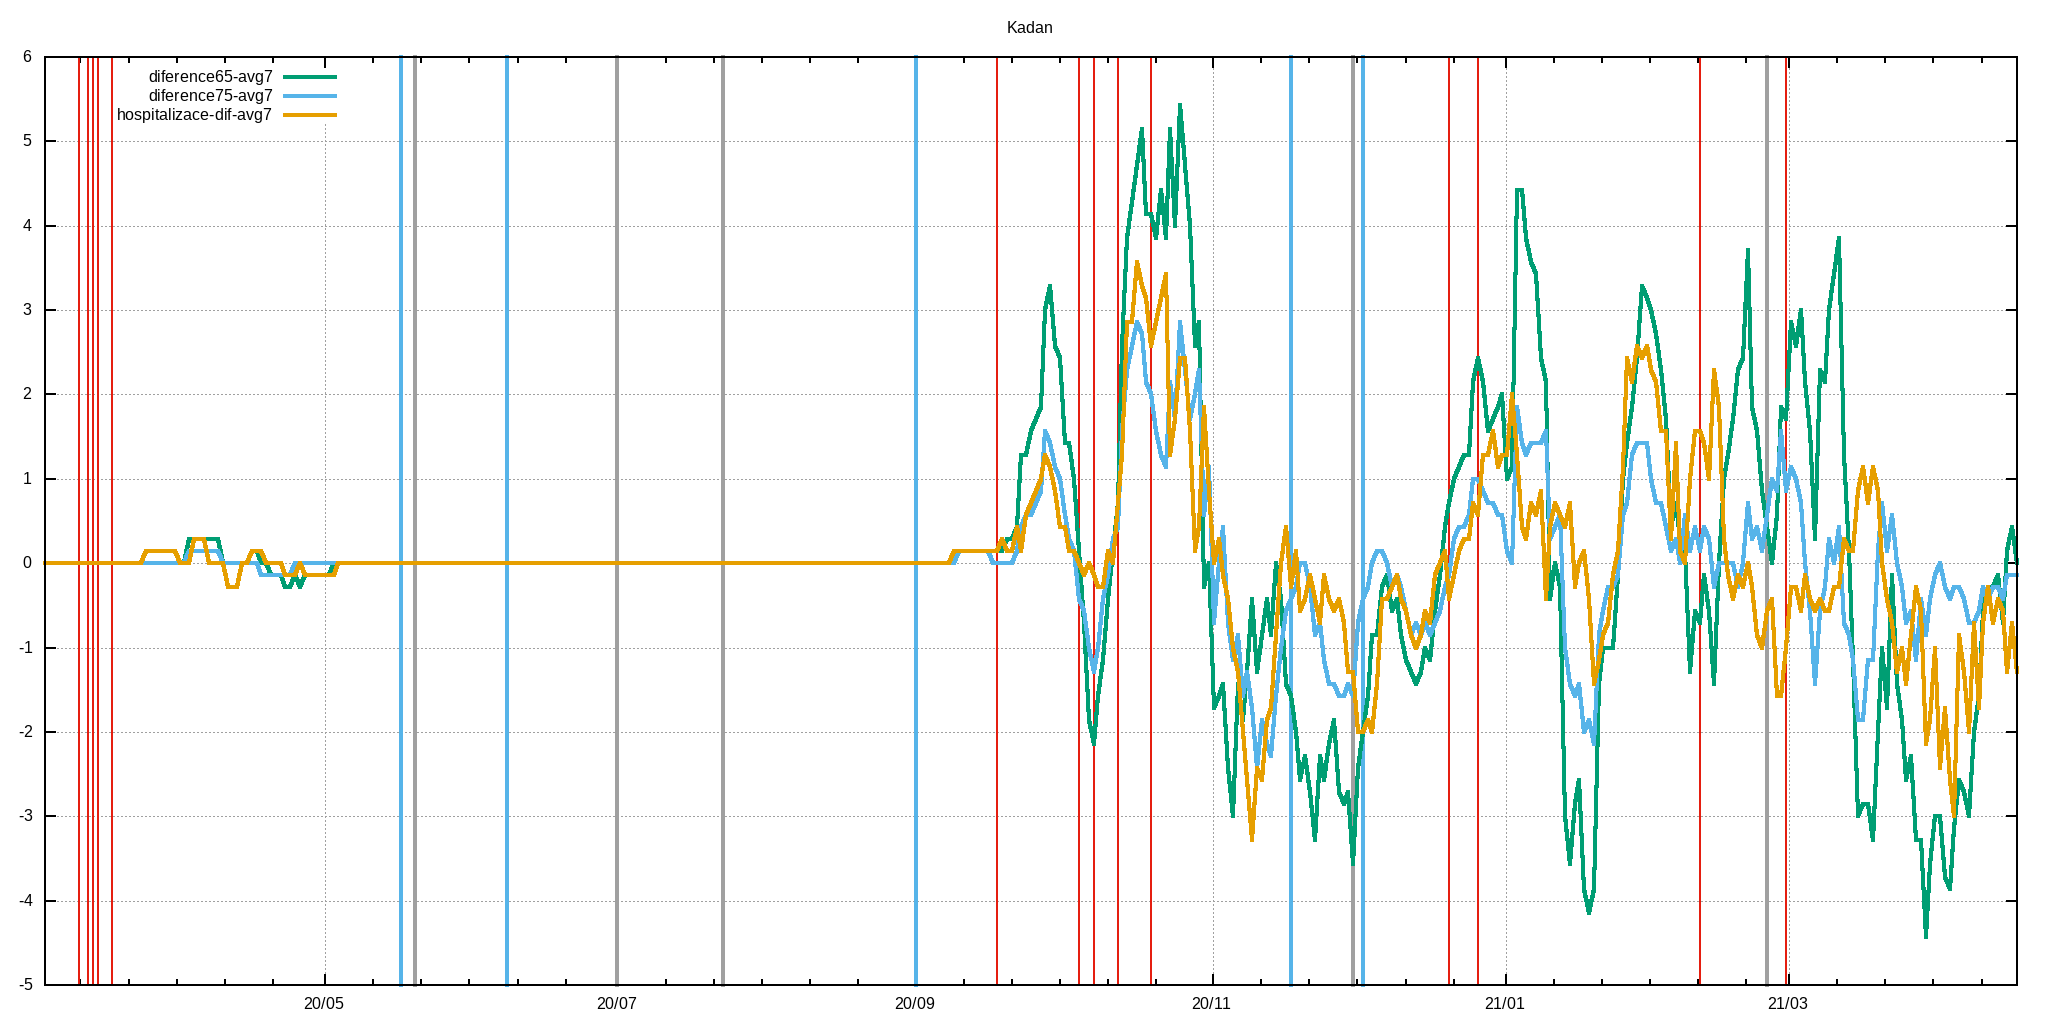 Kadan
diference65-avg7
diference75-avg7
hospitalizace-dif-avg7
6
5
4
3
2
1
0
-1
-2
-3
-4
-5
20/05 20/07 20/09 20/11 21/01 21/03